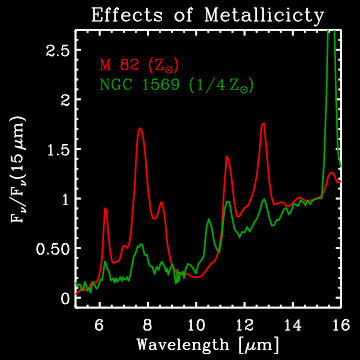 Effects of Metallicicty
M 82 (Z⊙)
NGC 1569 (1/4 Z⊙)
Fν/Fν(15 μm)
2.5
2
1.5
1
0.50
0
6 8 10 12 14 16
Wavelength [μm]